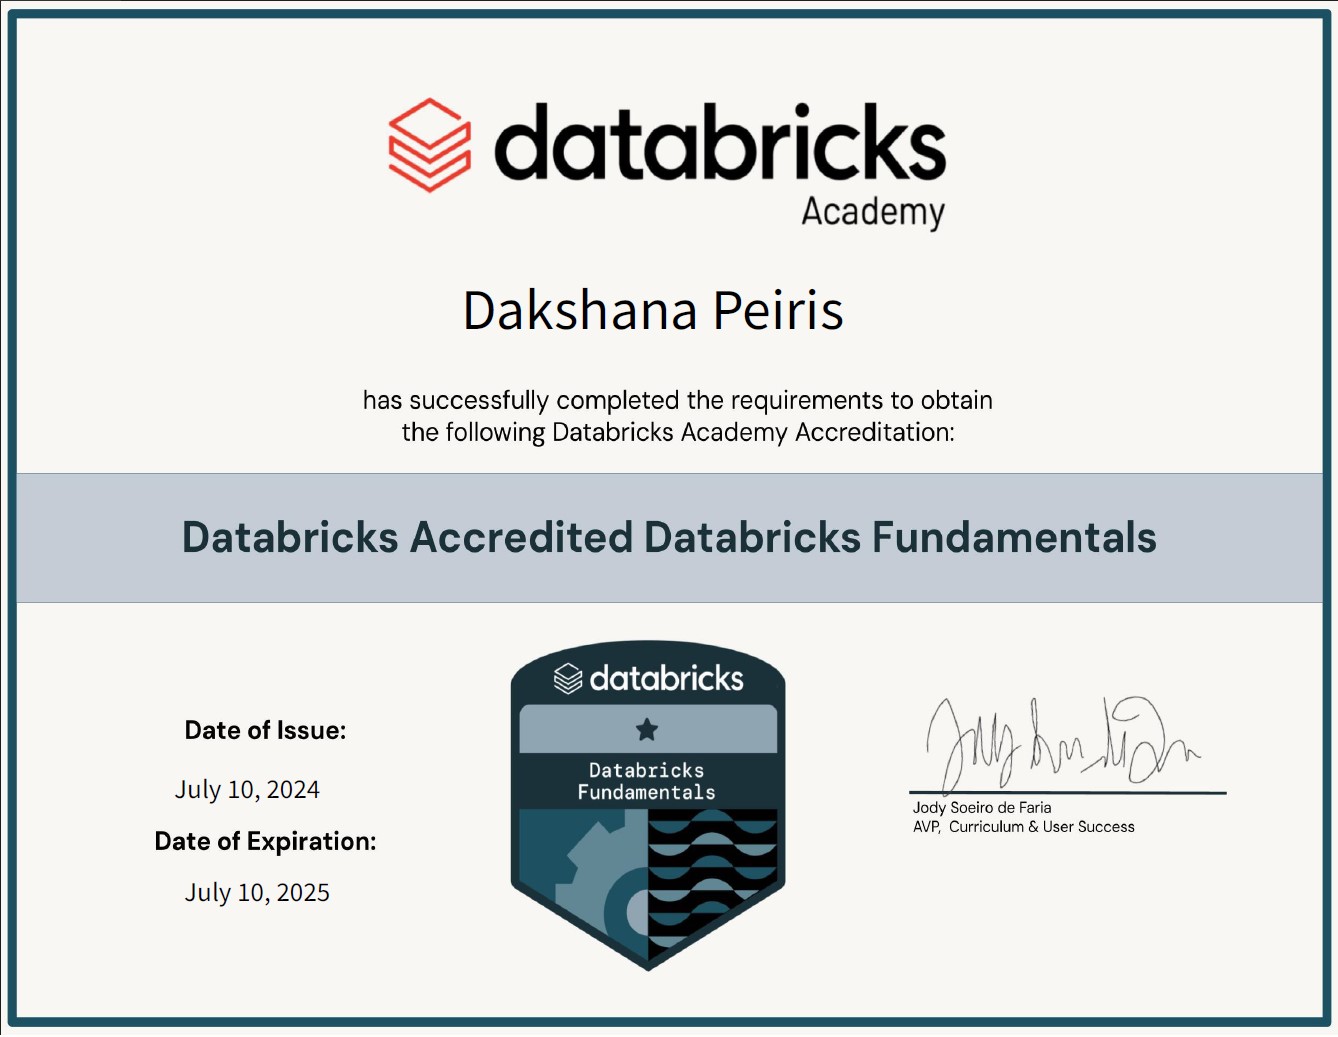 databricks
Academy
Dakshana Peiris
has successfully completed the requirements to obtain
the following Databricks Academy Accreditation:
Databricks Accredited Databricks Fundamentals
Date of Issue:
July 10, 2024
Date of Expiration:
July 10, 2025
databricks
Databricks
Fundamentals
Jody Soeiro de Faria
AVP, Curriculum & User Success